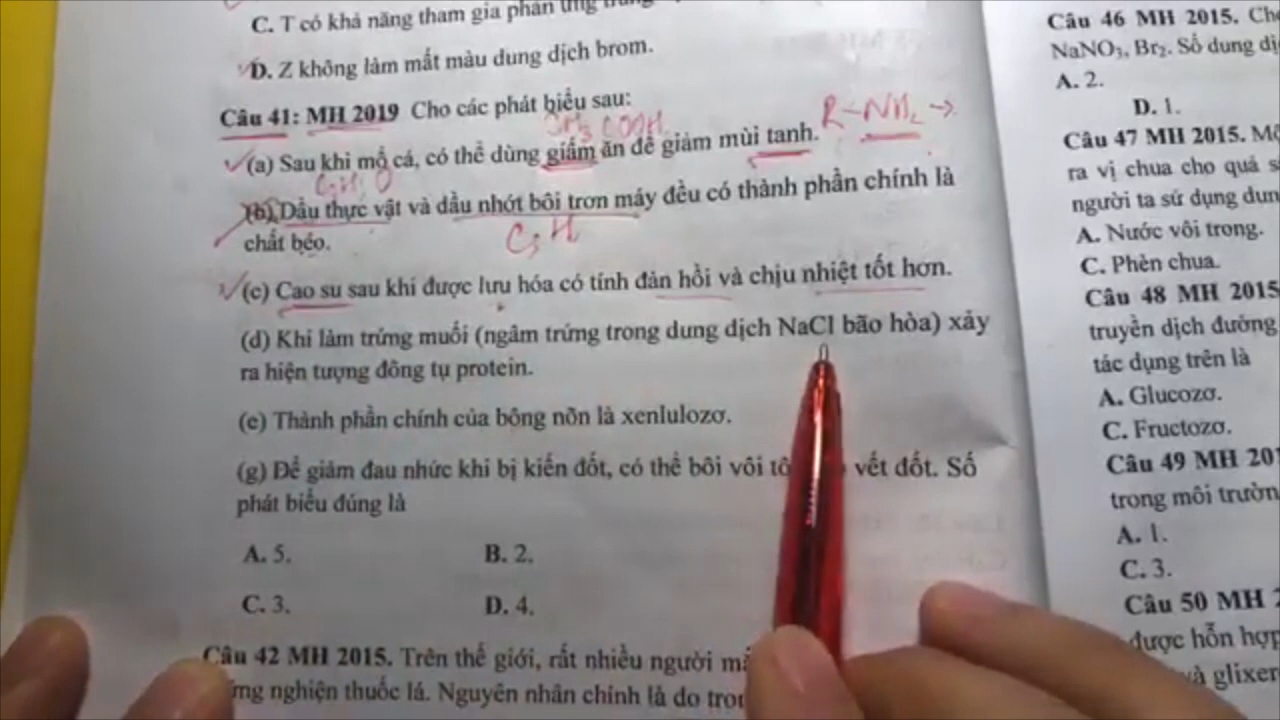 C. T có khả năng tham gia phản ứng
D. Z không làm mất màu dung dịch brom.
Câu 41: MH 2019 Cho các phát biểu sau:
CH3COOH
R-NH2 →
(a) Sau khi mổ cá, có thể dùng giấm ăn để giảm mùi tanh.
(b) Dầu thực vật và dầu nhớt bôi trơn máy đều có thành phần chính là
chất béo.
(c) Cao su sau khi được lưu hóa có tính đàn hồi và chịu nhiệt tốt hơn.
(d) Khi làm trứng muối (ngâm trứng trong dung dịch NaCl bão hòa) xảy
ra hiện tượng đông tụ protein.
(e) Thành phần chính của bông nõn là xenlulozơ.
(g) Để giảm đau nhức khi bị kiến đốt, có thể bôi vôi vết đốt. Số
phát biểu đúng là
A. 5.
B. 2.
C. 3.
D. 4.
Câu 42 MH 2015. Trên thế giới, rất nhiều người
nghiện thuốc lá. Nguyên nhân chính là do
Câu 46 MH 2015.
NaNO3, Br2. Số dung
A. 2.
D. 1.
Câu 47 MH 2015.
ra vị chua cho quả
người ta sử dụng
A. Nước vôi trong.
C. Phèn chua.
Câu 48 MH 2015
truyền dịch đường
tác dụng trên là
A. Glucozơ.
C. Fructozơ.
Câu 49 MH
trong môi
A. 1.
C. 3.
Câu 50 MH
được hỗn hợp
và